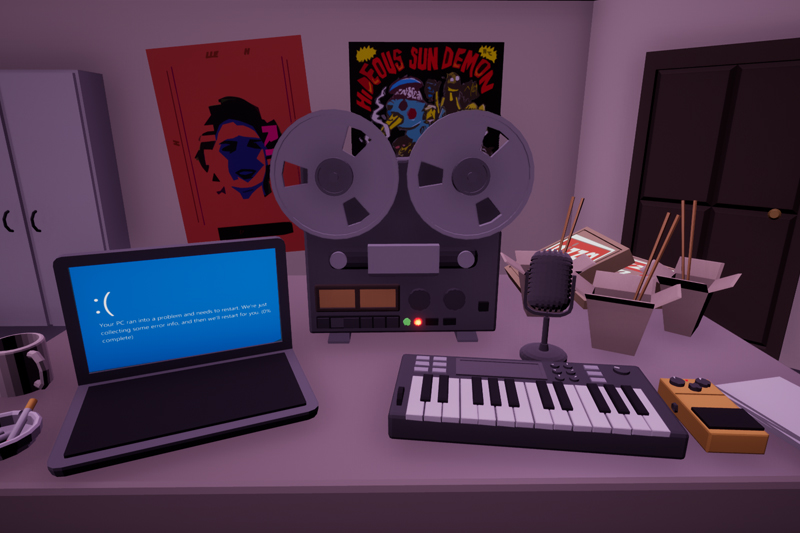 HIDEOUS SUN DEMON
:(
Your PC ran into a problem and needs to restart. We're just
collecting some error info, and then we'll restart for you. (0%
complete)